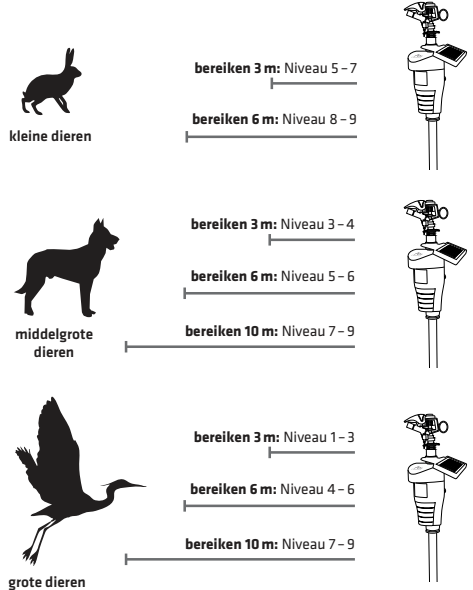 bereiken 3 m: Niveau 5 – 7
bereiken 6 m: Niveau 8 – 9
kleine dieren
bereiken 3 m: Niveau 3 – 4
bereiken 6 m: Niveau 5 – 6
bereiken 10 m: Niveau 7 – 9
middelgrote
dieren
bereiken 3 m: Niveau 1 – 3
bereiken 6 m: Niveau 4 – 6
bereiken 10 m: Niveau 7 – 9
grote dieren